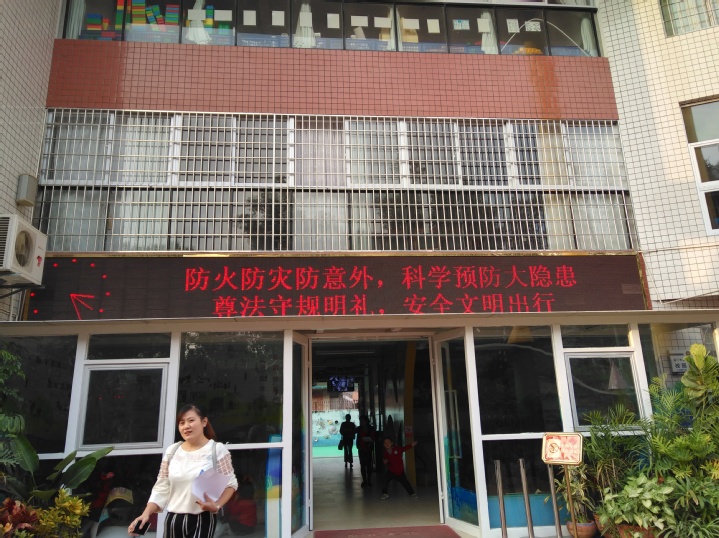 防火防灾防意外，科学预防大隐患
尊法守规明礼，安全文明出行